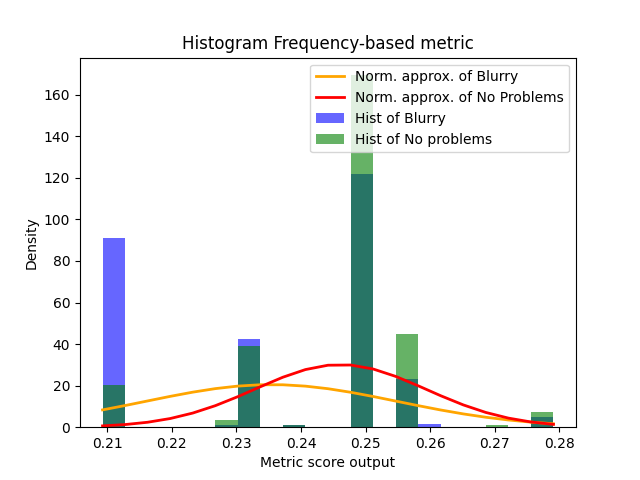 Histogram Frequency-based metric
Norm. approx. of Blurry
Norm. approx. of No Problems
Hist of Blurry
Hist of No problems
160
140
120
100
80
60
40
20
0
Density
0.21 0.22 0.23 0.24 0.25 0.26 0.27 0.28
Metric score output